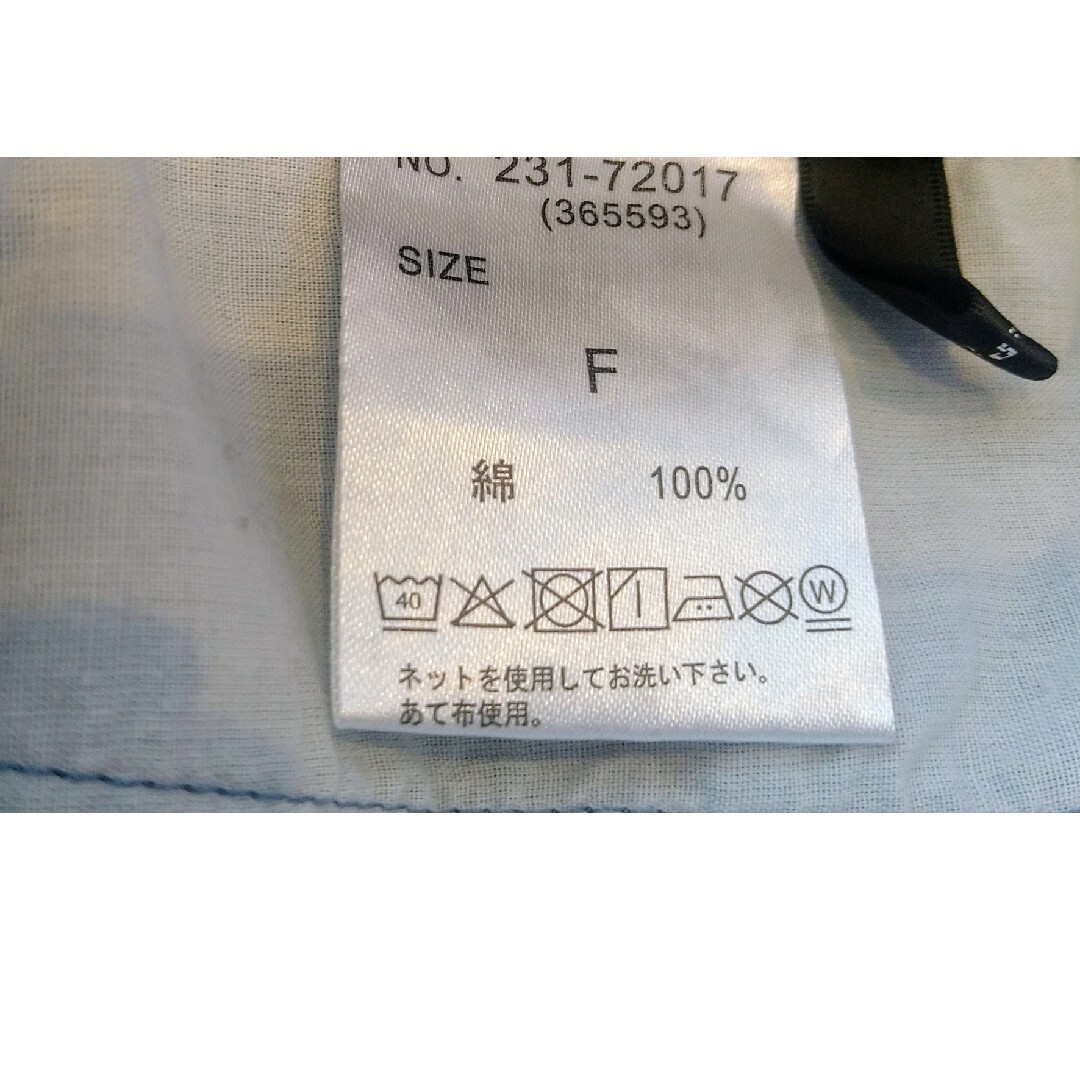 NO. 231-72017
(365593)
SIZE
F
綿 100%
40 W
ネットを使用してお洗い下さい。
あて布使用。